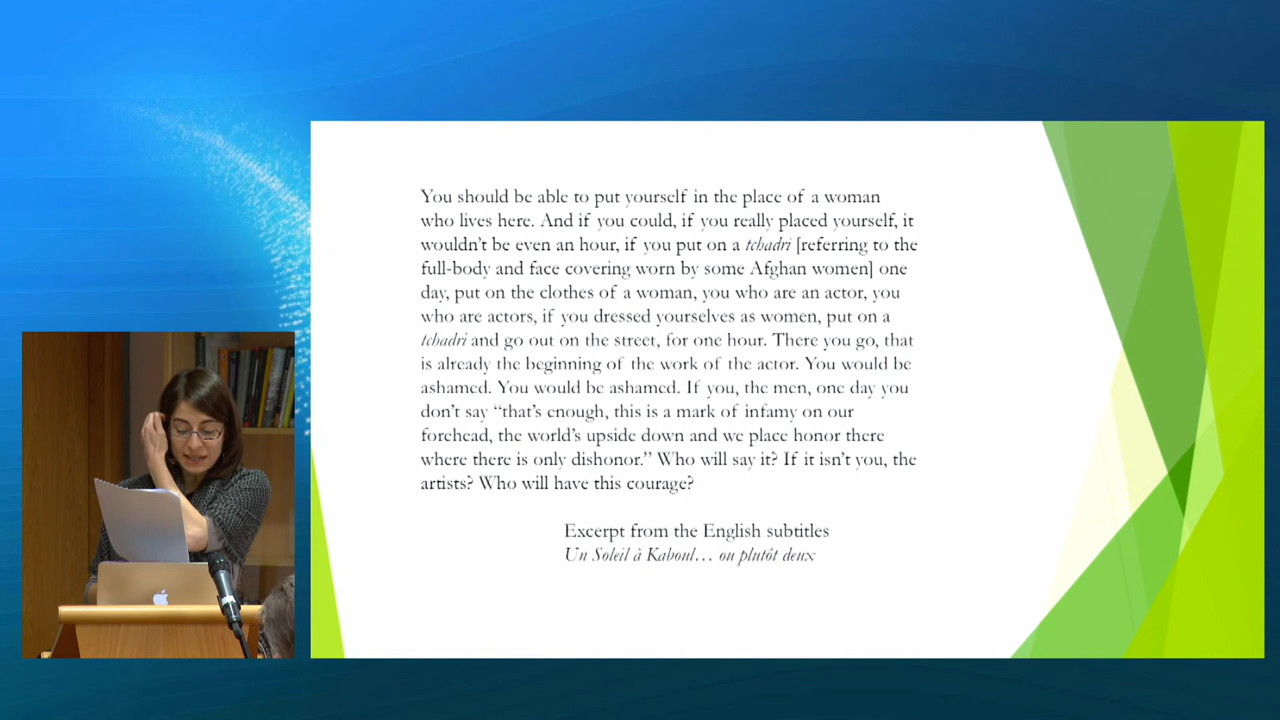 You should be able to put yourself in the place of a woman
who lives here. And if you could, if you really placed yourself, it
wouldn't be even an hour, if you put on a tchadri [referring to the
full-body and face covering worn by some Afghan women] one
day, put on the clothes of a woman, you who are an actor, you
who are actors, if you dressed yourselves as women, put on a
tchadri and go out on the street, for one hour. There you go, that
is already the beginning of the work of the actor. You would be
ashamed. You would be ashamed. If you, the men, one day you
don't say “that's enough, this is a mark of infamy on our
forehead, the world's upside down and we place honor there
where there is only dishonor.” Who will say it? If it isn't you, the
artists? Who will have this courage?
Excerpt from the English subtitles
Un Soleil à Kaboul… ou plutôt deux